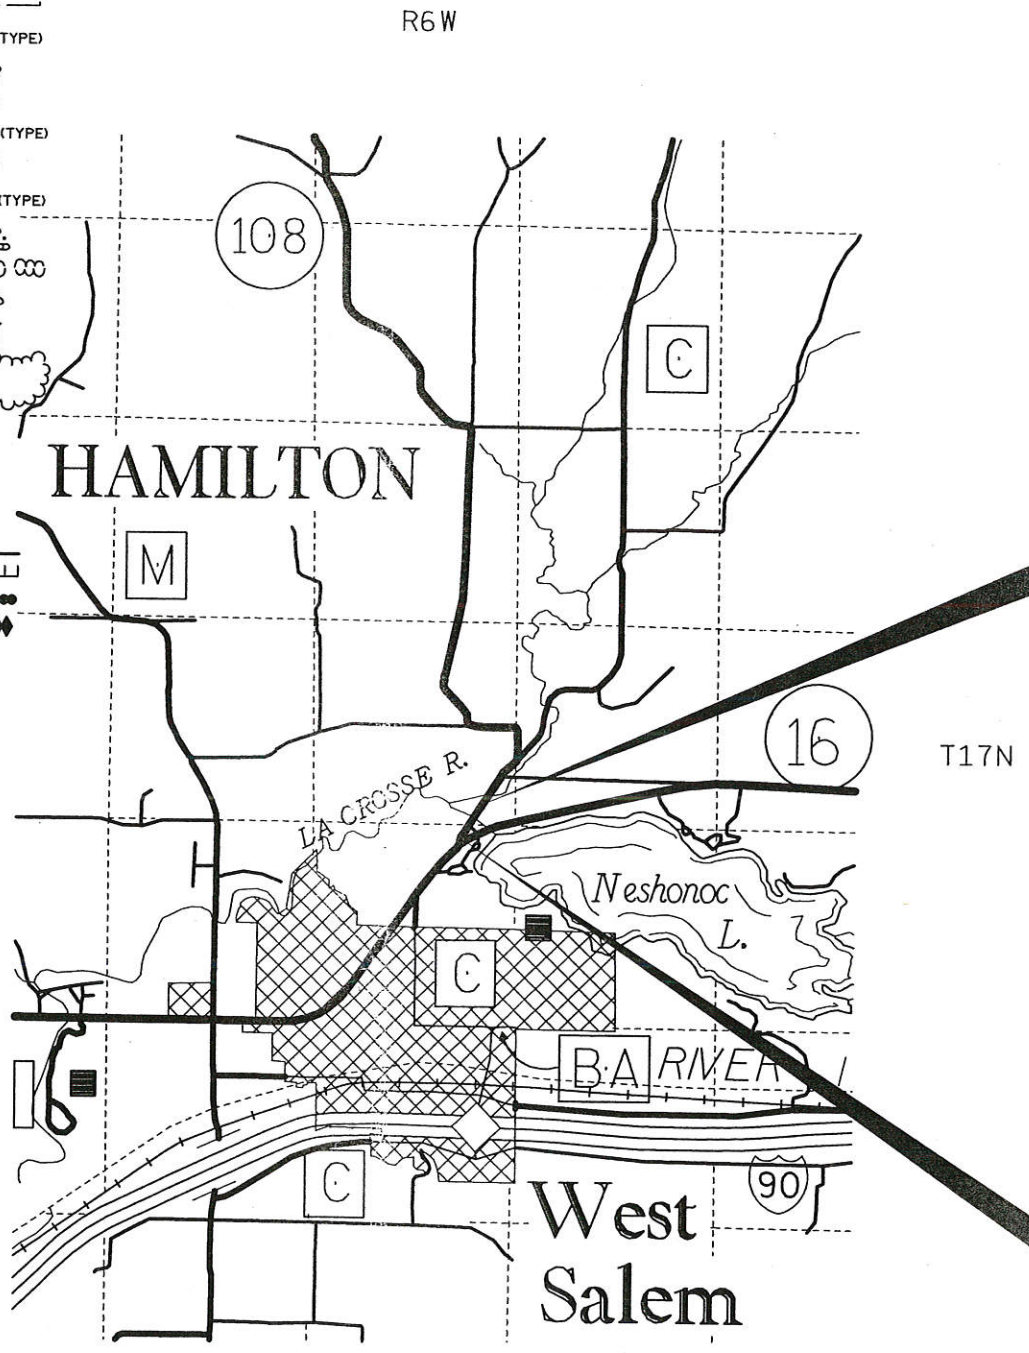 R6W
(TYPE)
(TYPE)
(TYPE)
108
C
HAMILTON
M
16
T17N
LA CROSSE R.
Neshonoc
L.
C
B.A
RIVER
C
90
West
Salem